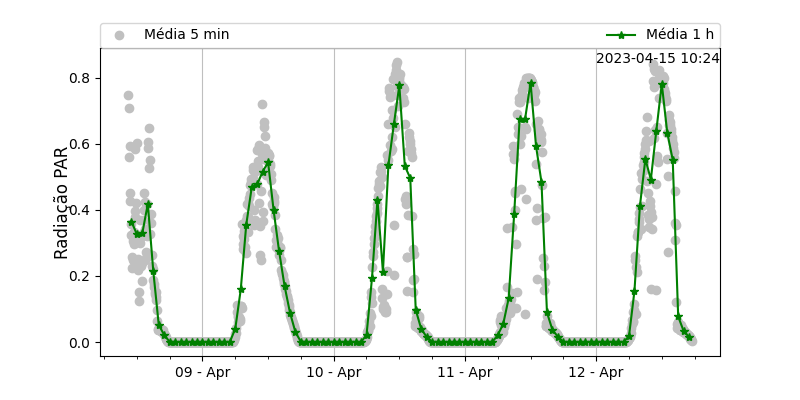 Média 5 min
Média 1 h
2023-04-15 10:24
Radiação PAR
0.8
0.6
0.4
0.2
0.0
09 - Apr
10 - Apr
11 - Apr
12 - Apr